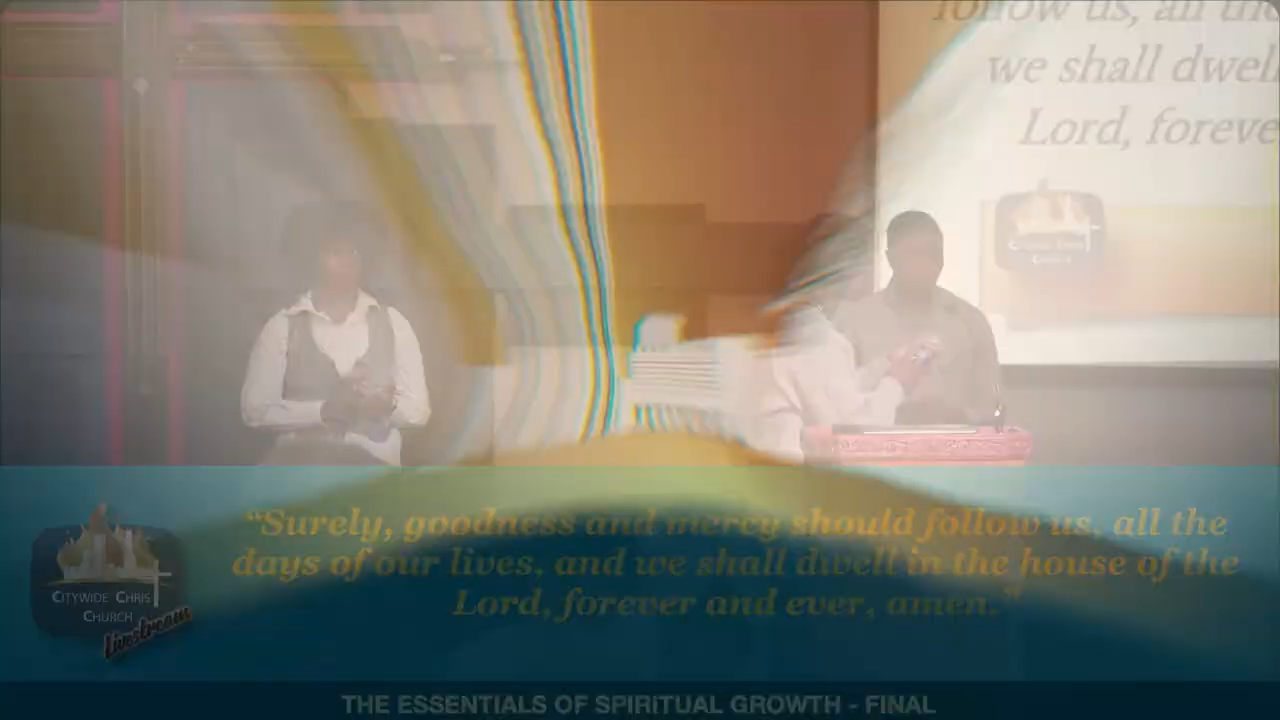 follow us, all the
we shall dwell
Lord, foreve
“Surely, goodness and mercy should follow us, all the
days of our lives, and we shall dwell in the house of the
Lord, forever and ever, amen.”
CITYWIDE CHRIST
CHURCH
Livestream
THE ESSENTIALS OF SPIRITUAL GROWTH - FINAL